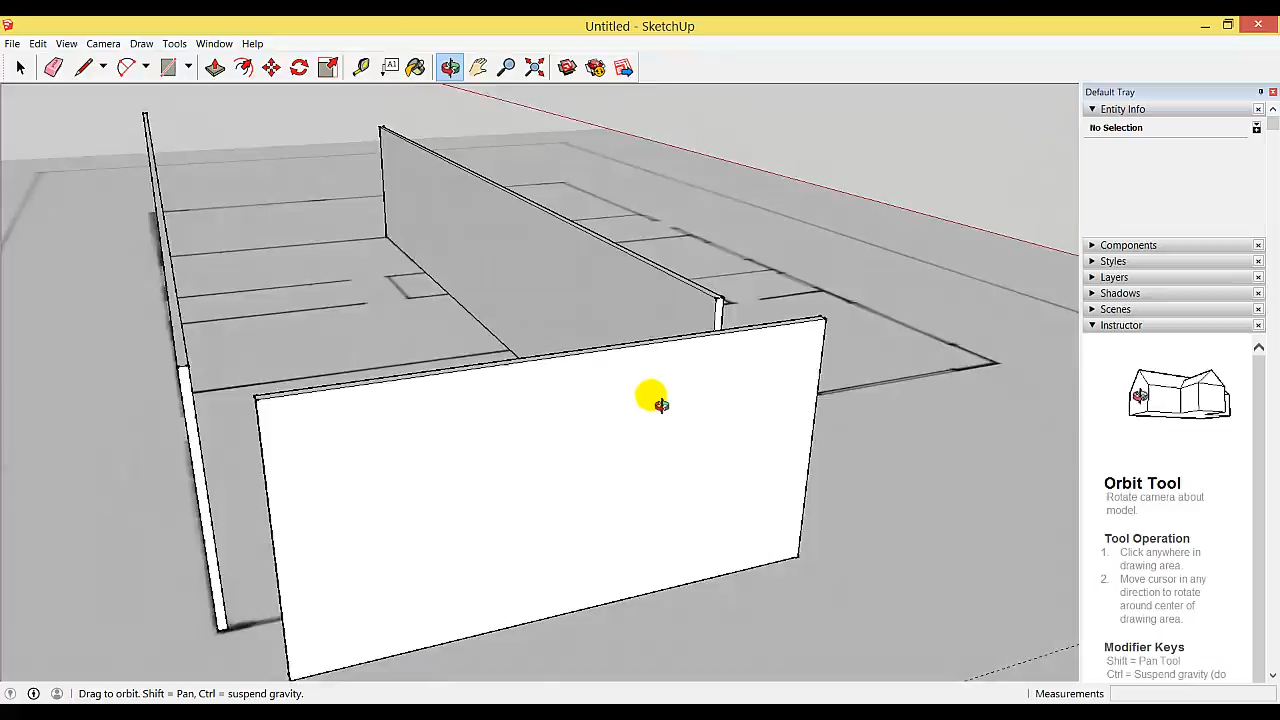 Untitled - SketchUp
File Edit View Camera Draw Tools Window Help
A1
Default Tray
Entity Info
No Selection
Components
Styles
Layers
Shadows
Scenes
Instructor
Orbit Tool
Rotate camera about
model.
Tool Operation
1. Click anywhere in
drawing area.
2. Move cursor in any
direction to rotate
around center of
drawing area.
Modifier Keys
Shift = Pan Tool
Ctrl = Suspend gravity (do
Drag to orbit. Shift = Pan, Ctrl = suspend gravity.
Measurements